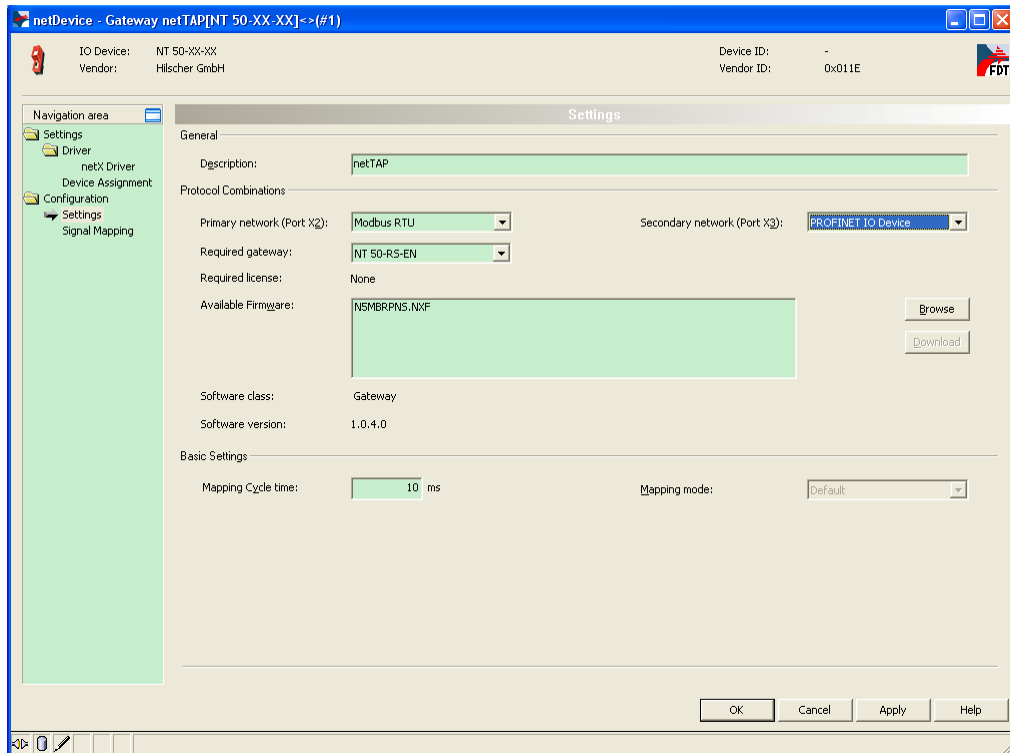 netDevice - Gateway netTAP[NT 50-XX-XX]<>(#1)
IO Device: NT 50-XX-XX Device ID: -
Vendor: Hilscher GmbH Vendor ID: 0x011E
FDT
Navigation area
Settings
Driver
netX Driver
Device Assignment
Configuration
Settings
Signal Mapping
Settings
General
Description: netTAP
Protocol Combinations
Primary network (Port X2): Modbus RTU Secondary network (Port X3): PROFINET IO Device
Required gateway: NT 50-RS-EN
Required license: None
Available Firmware: N5MBRPNS.NXF Browse
Download
Software class: Gateway
Software version: 1.0.4.0
Basic Settings
Mapping Cycle time: 10 ms Mapping mode: Default
OK Cancel Apply Help